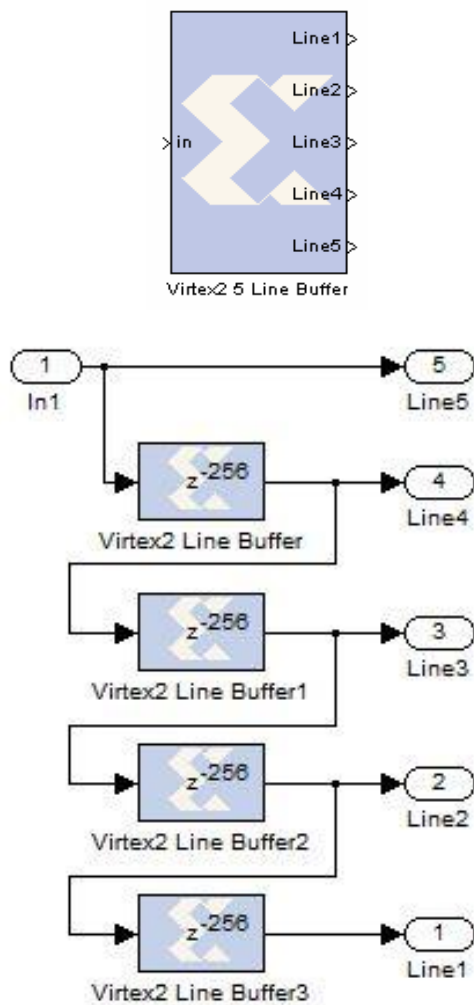 Line1
Line2
in
Line3
Line4
Line5
Virtex2 5 Line Buffer
1
5
In1
Line5
z-256
4
Virtex2 Line Buffer
Line4
z-256
3
Virtex2 Line Buffer1
Line3
z-256
2
Virtex2 Line Buffer2
Line2
z-256
1
Virtex2 Line Buffer3
Line1